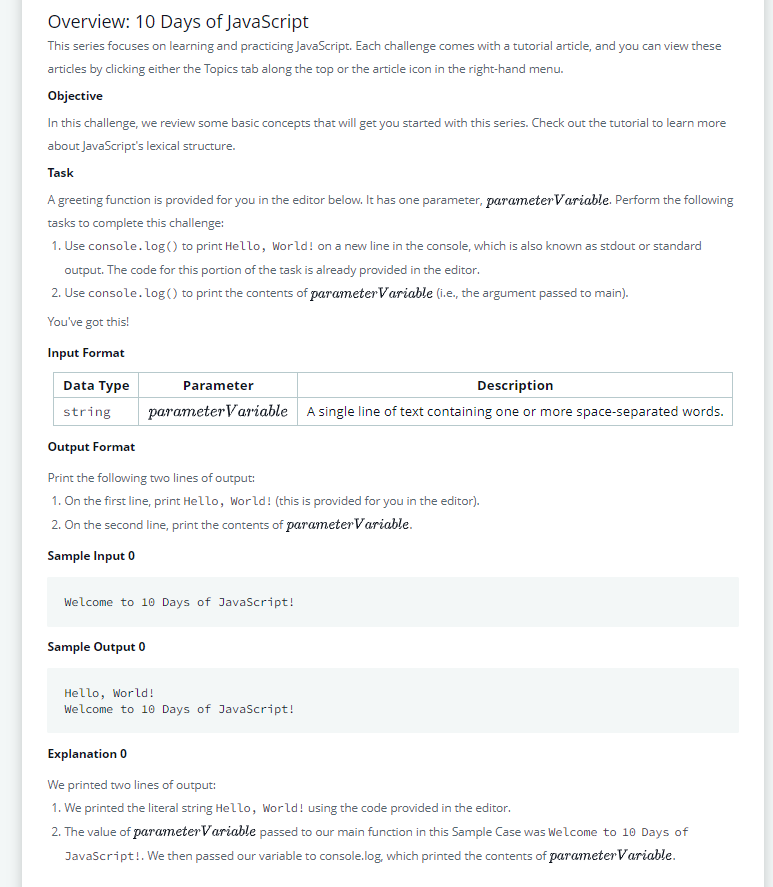 Overview: 10 Days of JavaScript
This series focuses on learning and practicing JavaScript. Each challenge comes with a tutorial article, and you can view these
articles by clicking either the Topics tab along the top or the article icon in the right-hand menu.
Objective
In this challenge, we review some basic concepts that will get you started with this series. Check out the tutorial to learn more
about JavaScript's lexical structure.
Task
A greeting function is provided for you in the editor below. It has one parameter, parameterVariable. Perform the following
tasks to complete this challenge:
1. Use console.log() to print Hello, World! on a new line in the console, which is also known as stdout or standard
output. The code for this portion of the task is already provided in the editor.
2. Use console.log() to print the contents of parameterVariable (i.e., the argument passed to main).
You've got this!
Input Format
Data Type Parameter Description
string parameterVariable A single line of text containing one or more space-separated words.
Output Format
Print the following two lines of output:
1. On the first line, print Hello, World! (this is provided for you in the editor).
2. On the second line, print the contents of parameterVariable.
Sample Input 0
Welcome to 10 Days of JavaScript!
Sample Output 0
Hello, World!
Welcome to 10 Days of JavaScript!
Explanation 0
We printed two lines of output:
1. We printed the literal string Hello, World! using the code provided in the editor.
2. The value of parameterVariable passed to our main function in this Sample Case was Welcome to 10 Days of
JavaScript!. We then passed our variable to console.log, which printed the contents of parameterVariable.